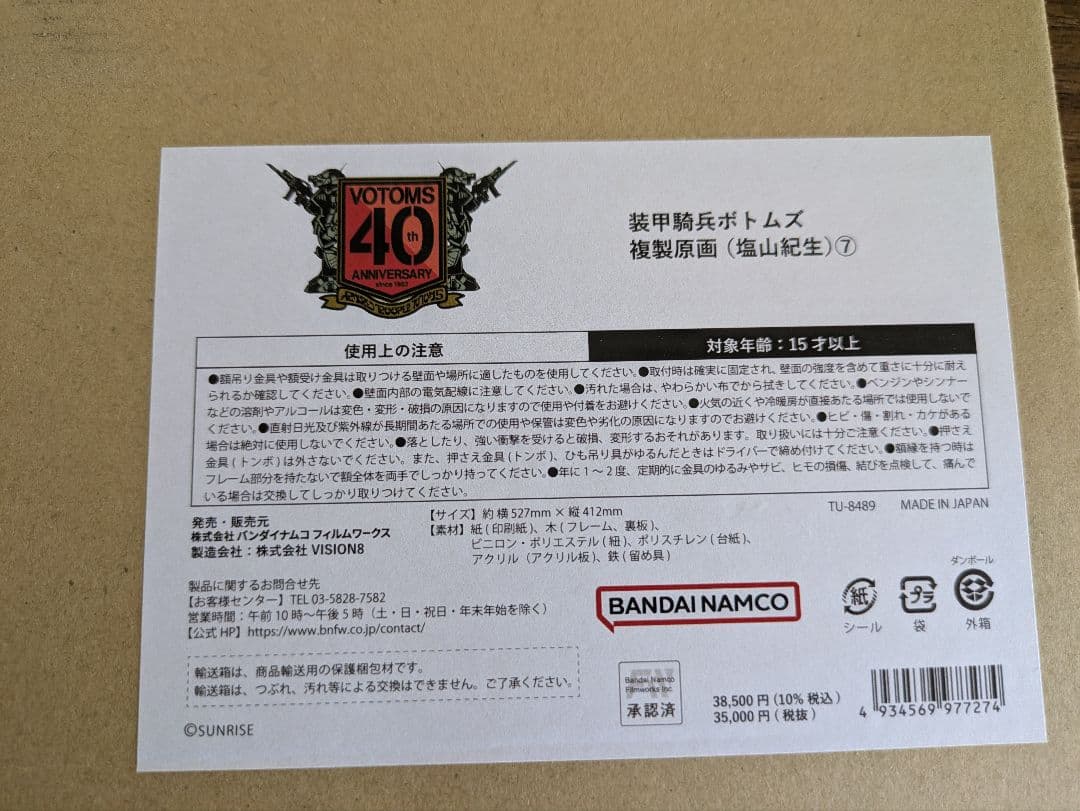 VOTOMS
40th
ANNIVERSARY
since 1983
装甲騎兵ボトムズ
複製原画（塩山紀生）⑦
使用上の注意
対象年齢：15才以上
●額吊り金具や額受け金具は取りつける壁面や場所に適したものを使用してください。●取付時は確実に固定され、壁面の強度を含めて重さに十分に耐え
られるか確認してください。●壁面内部の電気配線に注意してください。●汚れた場合は、やわらかい布でから拭きしてください。●ベンジンやシンナー
などの溶剤やアルコールは変色・変形・破損の原因になりますので使用や付着をお避けください。●火気の近くや冷暖房が直接あたる場所では使用しないで
ください。●直射日光及び紫外線が長期間あたる場所での使用や保管は変色や劣化の原因になりますのでお避けください。●ヒビ・傷・割れ・カケがある
場合は絶対に使用しないでください。●落としたり、強い衝撃を受けると破損、変形するおそれがあります。取り扱いには十分ご注意ください。●押さえ
金具(トンボ)は外さないでください。また、押さえ金具(トンボ)、ひも吊り具がゆるんだときはドライバーで締め付けてください。●額縁を持つ時は
フレーム部分を持たないで額全体を両手でしっかり持ってください。●年に1～2度、定期的に金具のゆるみやサビ、ヒモの損傷、結びを点検して、痛んで
いる場合は交換してしっかり取りつけてください。
発売・販売元
株式会社バンダイナムコフィルムワークス
製造会社：株式会社VISION8
【サイズ】約 横527mm × 縦412mm
【素材】紙(印刷紙)、木(フレーム、裏板)、
ビニロン・ポリエステル(紐)、ポリスチレン(台紙)、
アクリル（アクリル板）、鉄(留め具)
TU-8489 MADE IN JAPAN
製品に関するお問合せ先
【お客様センター】TEL 03-5828-7582
営業時間：午前10時～午後5時（土・日・祝日・年末年始を除く）
【公式HP】https://www.bnfw.co.jp/contact/
BANDAI NAMCO
紙
シール
プラ
袋
ダンボール
外箱
輸送箱は、商品輸送用の保護梱包材です。
輸送箱は、つぶれ、汚れ等による交換はできません。ご了承ください。
Bandai Namco
Filmworks Inc.
承認済
38,500円(10%税込)
35,000円(税抜)
4 934569 977274
©SUNRISE